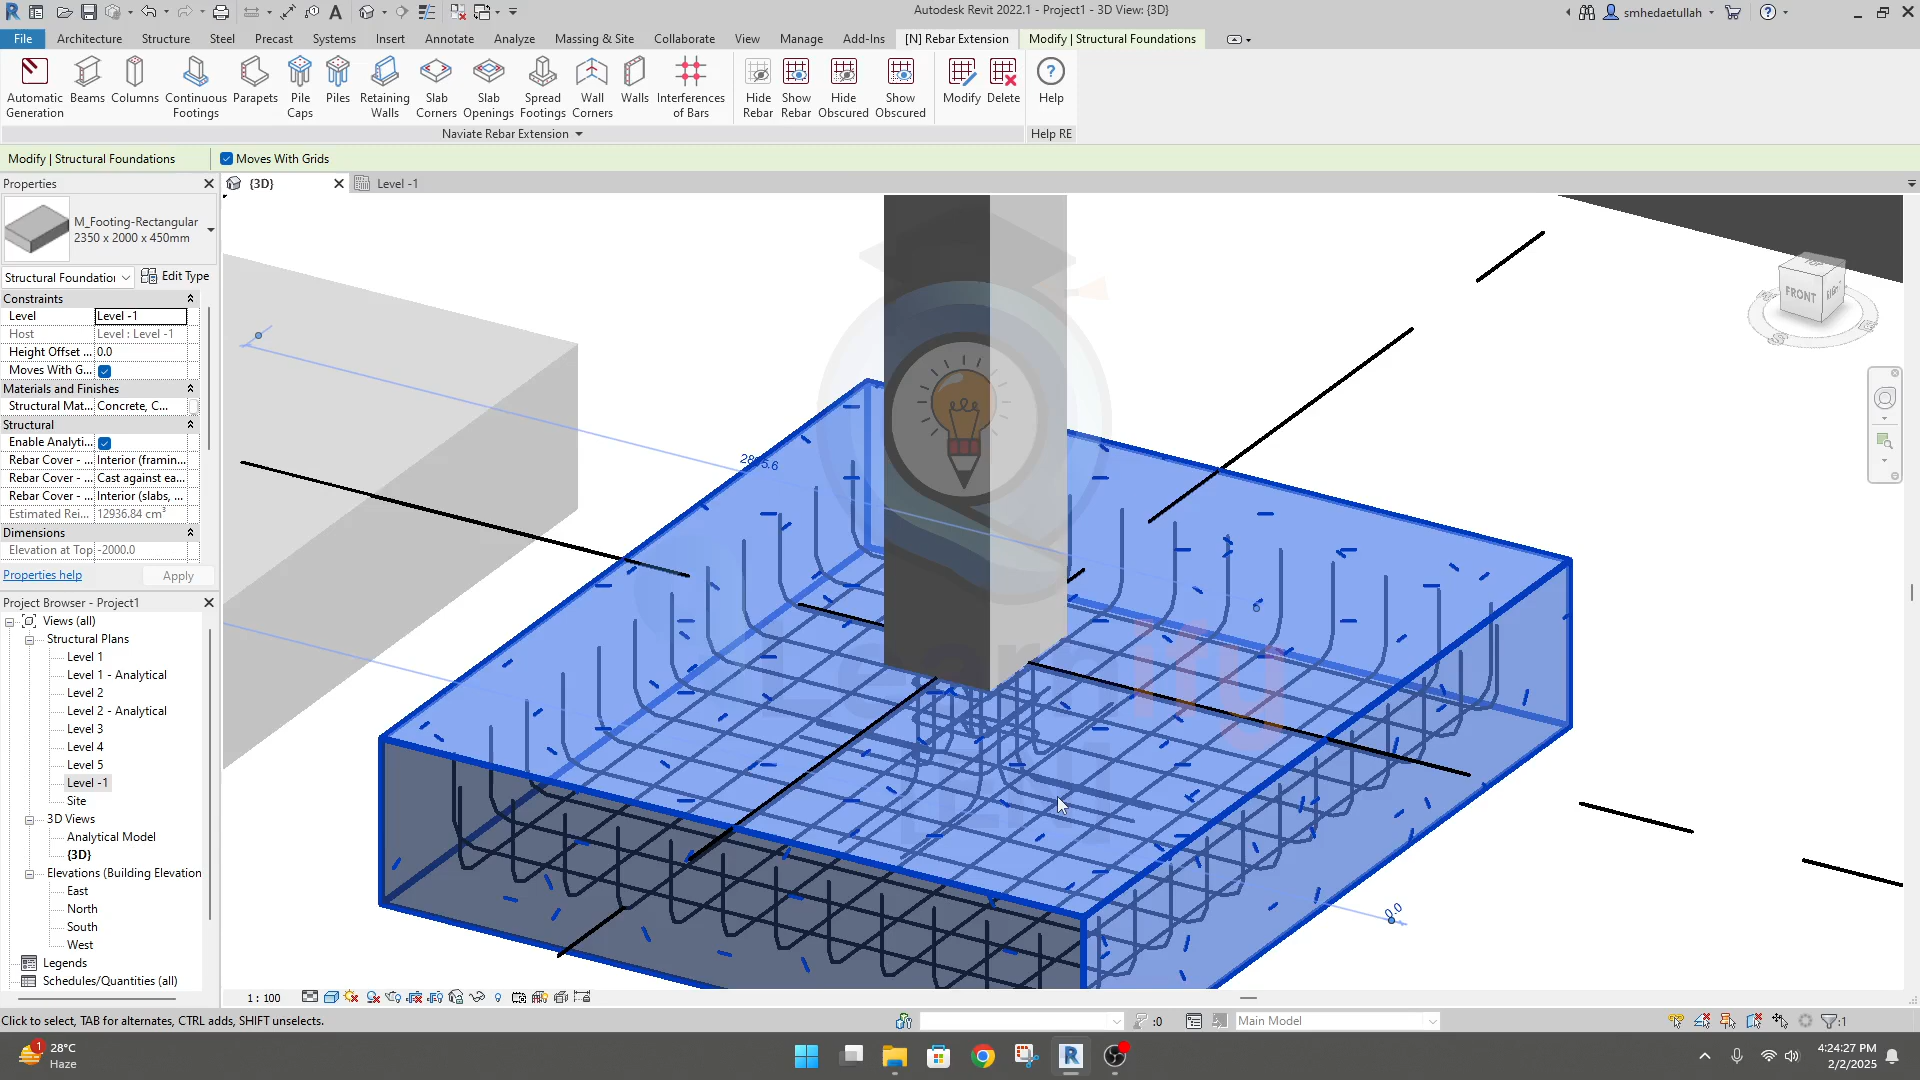 Autodesk Revit 2022.1 - Project1 - 3D View: {3D}
smhedaetullah
File
Architecture
Structure
Steel
Precast
Systems
Insert
Annotate
Analyze
Massing & Site
Collaborate
View
Manage
Add-Ins
[N] Rebar Extension
Modify | Structural Foundations
Automatic
Generation
Beams
Columns
Continuous
Footings
Parapets
Pile
Caps
Piles
Retaining
Walls
Slab
Corners
Slab
Openings
Spread
Footings
Wall
Corners
Walls
Interferences
of Bars
Hide
Rebar
Show
Rebar
Hide
Obscured
Show
Obscured
Modify
Delete
Help
Naviate Rebar Extension
Help RE
Modify | Structural Foundations
Moves With Grids
Properties
{3D}
Level -1
M_Footing-Rectangular
2350 x 2000 x 450mm
Structural Foundation
Edit Type
Constraints
Level Level -1
Host Level : Level -1
Height Offset ... 0.0
Moves With G...
Materials and Finishes
Structural Mat... Concrete, C...
Structural
Enable Analyti...
Rebar Cover - ... Interior (framin...
Rebar Cover - ... Cast against ea...
Rebar Cover - ... Interior (slabs, ...
Estimated Rei... 12936.84 cm³
Dimensions
Elevation at Top -2000.0
Properties help
Apply
Project Browser - Project1
Views (all)
Structural Plans
Level 1
Level 1 - Analytical
Level 2
Level 2 - Analytical
Level 3
Level 4
Level 5
Level -1
Site
3D Views
Analytical Model
{3D}
Elevations (Building Elevation
East
North
South
West
Legends
Schedules/Quantities (all)
FRONT
0.0
Learnify
1 : 100
Click to select, TAB for alternates, CTRL adds, SHIFT unselects.
:0
Main Model
:1
1
28°C
Haze
4:24:27 PM
2/2/2025